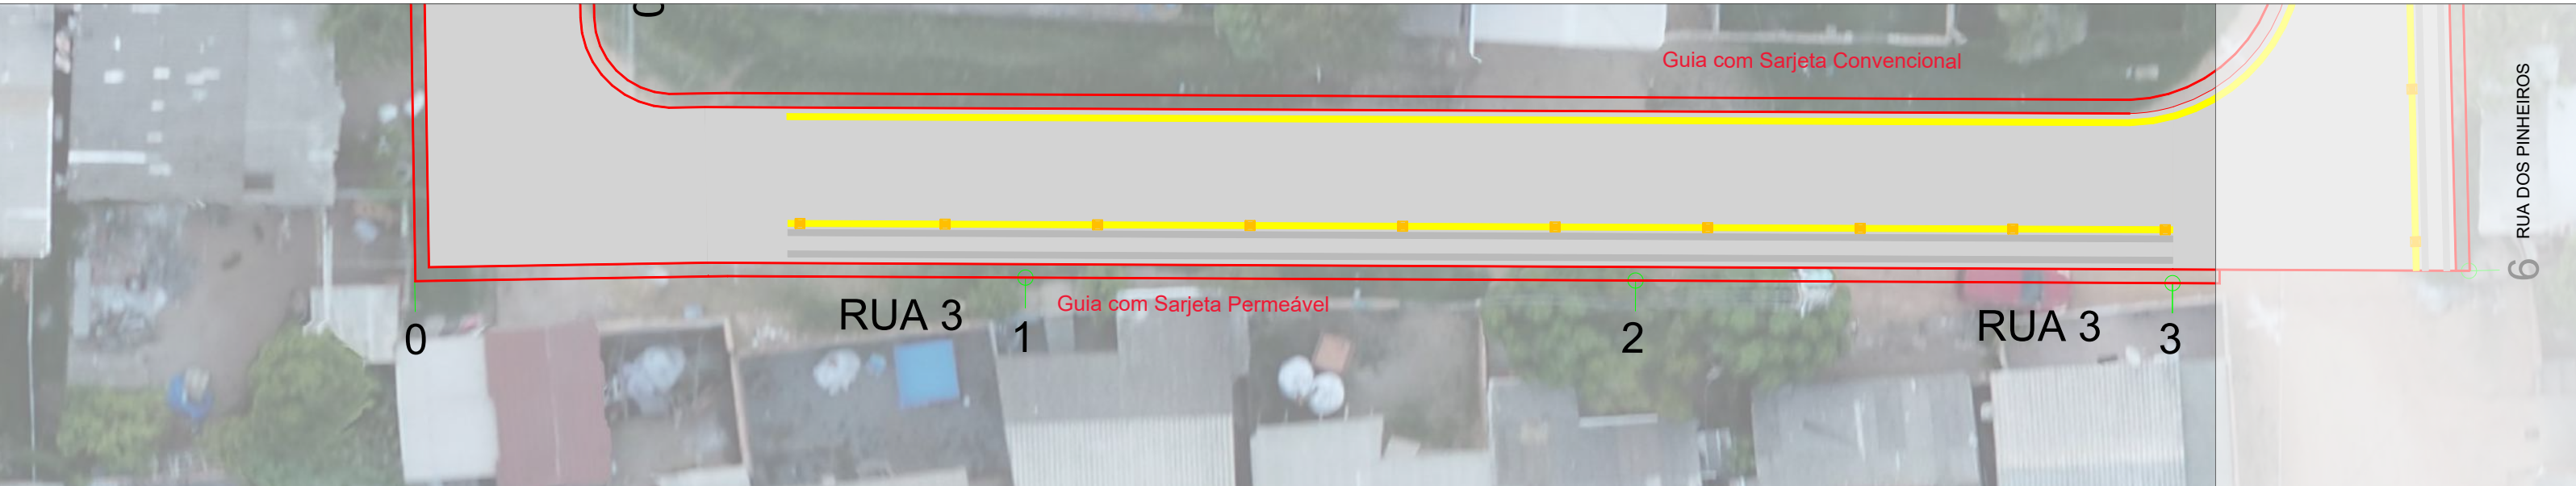 Guia com Sarjeta Convencional
RUA DOS PINHEIROS
6
RUA 3
Guia com Sarjeta Permeável
RUA 3
0
1
2
3